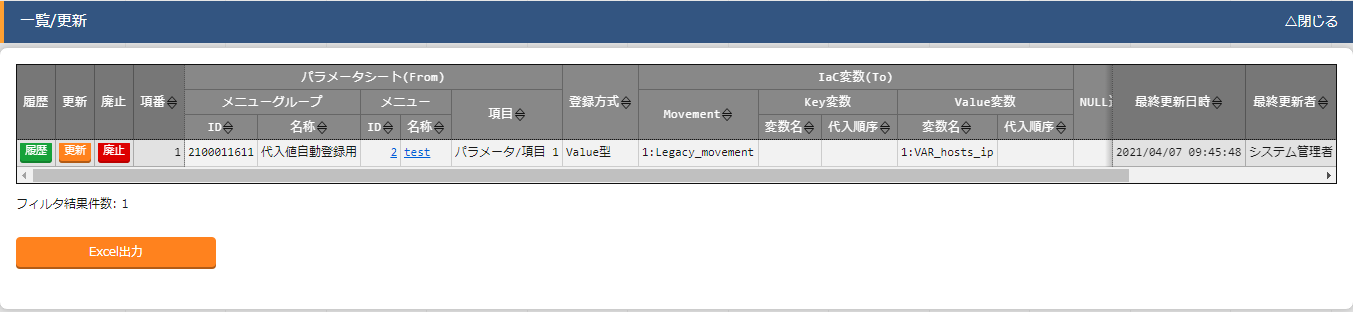 一覧/更新 △閉じる
パラメータシート(From) IaC変数(To)
履歴 更新 廃止 項番 メニューグループ メニュー 項目 登録方式 Movement Key変数 Value変数 NULL 最終更新日時 最終更新者
ID 名称 ID 名称 変数名 代入順序 変数名 代入順序
履歴 更新 廃止 1 2100011611 代入値自動登録用 2 test パラメータ/項目 1 Value型 1:Legacy_movement 1:VAR_hosts_ip 2021/04/07 09:45:48 システム管理者
フィルタ結果件数: 1
Excel出力